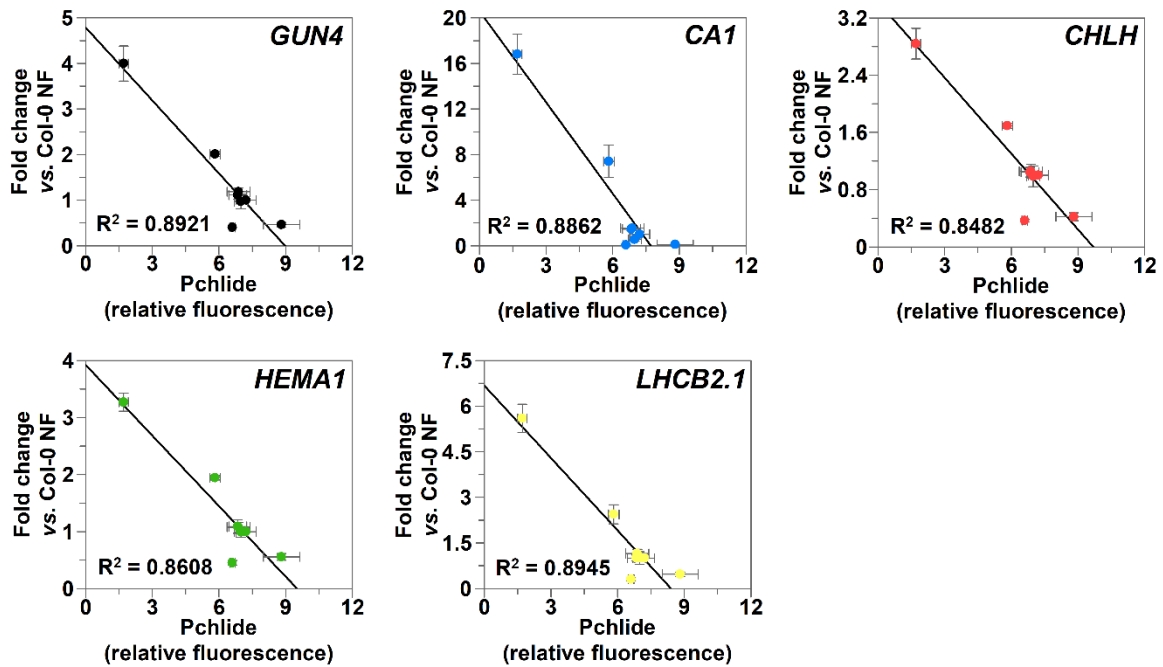 GUN4
Fold change
vs. Col-0 NF
5
4
3
2
1
0
R² = 0.8921
0 3 6 9 12
Pchlide
(relative fluorescence)
CA1
Fold change
vs. Col-0 NF
20
16
12
8
4
0
R² = 0.8862
0 3 6 9 12
Pchlide
(relative fluorescence)
CHLH
Fold change
vs. Col-0 NF
3.2
2.4
1.6
0.8
0
R² = 0.8482
0 3 6 9 12
Pchlide
(relative fluorescence)
HEMA1
Fold change
vs. Col-0 NF
4
3
2
1
0
R² = 0.8608
0 3 6 9 12
Pchlide
(relative fluorescence)
LHCB2.1
Fold change
vs. Col-0 NF
7.5
6
4.5
3
1.5
0
R² = 0.8945
0 3 6 9 12
Pchlide
(relative fluorescence)